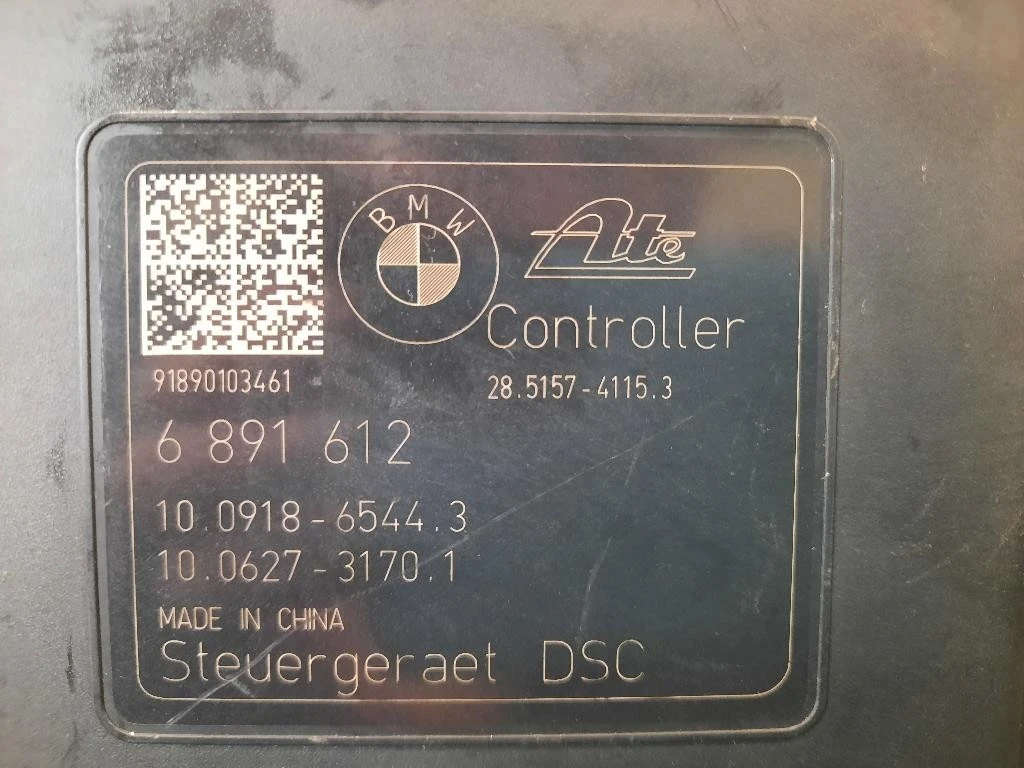 BMW
Ate
Controller
91890103461
28.5157-4115.3
6 891 612
10.0918-6544.3
10.0627-3170.1
MADE IN CHINA
Steuergeraet DSC